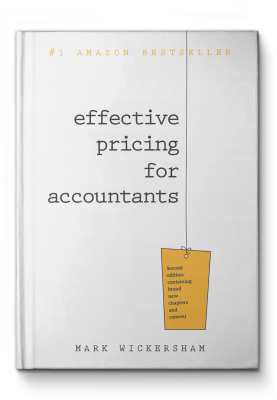 #1 AMAZON BESTSELLER
effective
pricing
for
accountants
Second
edition
containing
brand
new
chapters
and
content
MARK WICKERSHAM